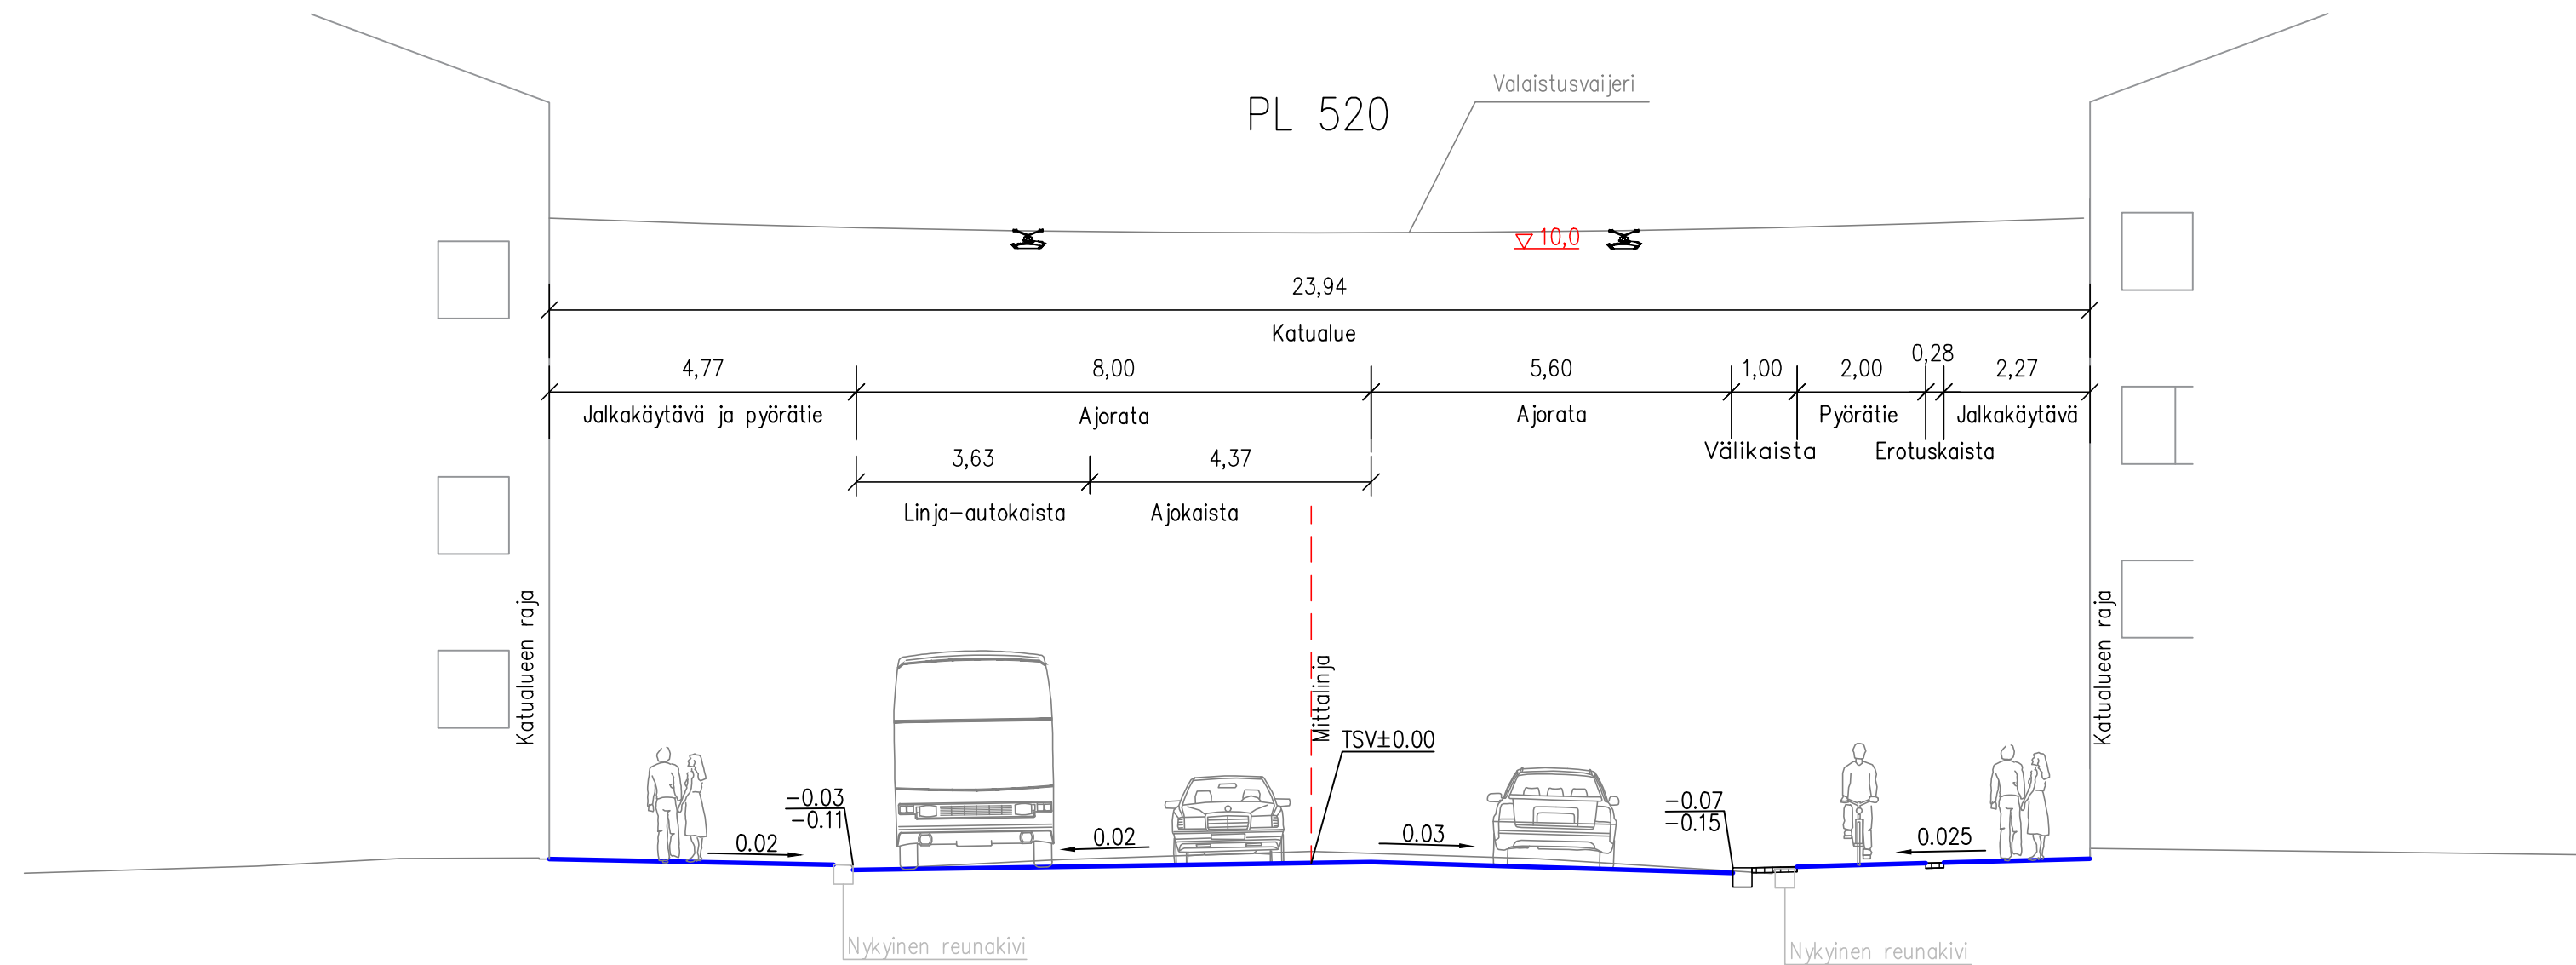 Valaistusvaijeri
PL 520
10,0
23,94
Katualue
4,77
8,00
5,60
1,00
2,00
0,28
2,27
Jalkakäytävä ja pyörätie
Ajorata
Ajorata
Pyörätie
Jalkakäytävä
Välikaista
Erotuskaista
3,63
4,37
Linja-autokaista
Ajokaista
Katualueen raja
Mittalinja
Katualueen raja
TSV±0.00
-0.03
-0.11
-0.07
-0.15
0.02
0.02
0.03
0.025
Nykyinen reunakivi
Nykyinen reunakivi